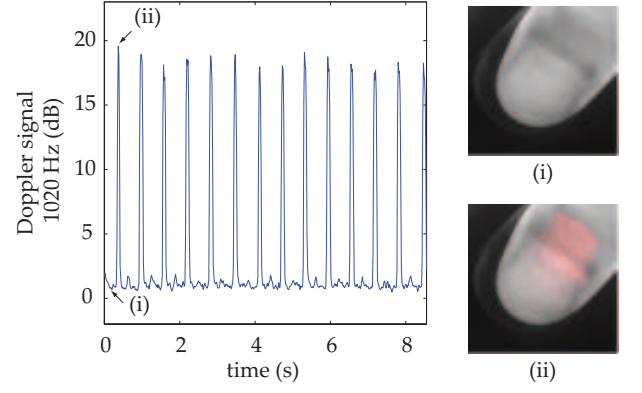 (ii)
20
15
10
5
0
Doppler signal
1020 Hz (dB)
(i)
0
2
4
6
8
time (s)
(i)
(ii)